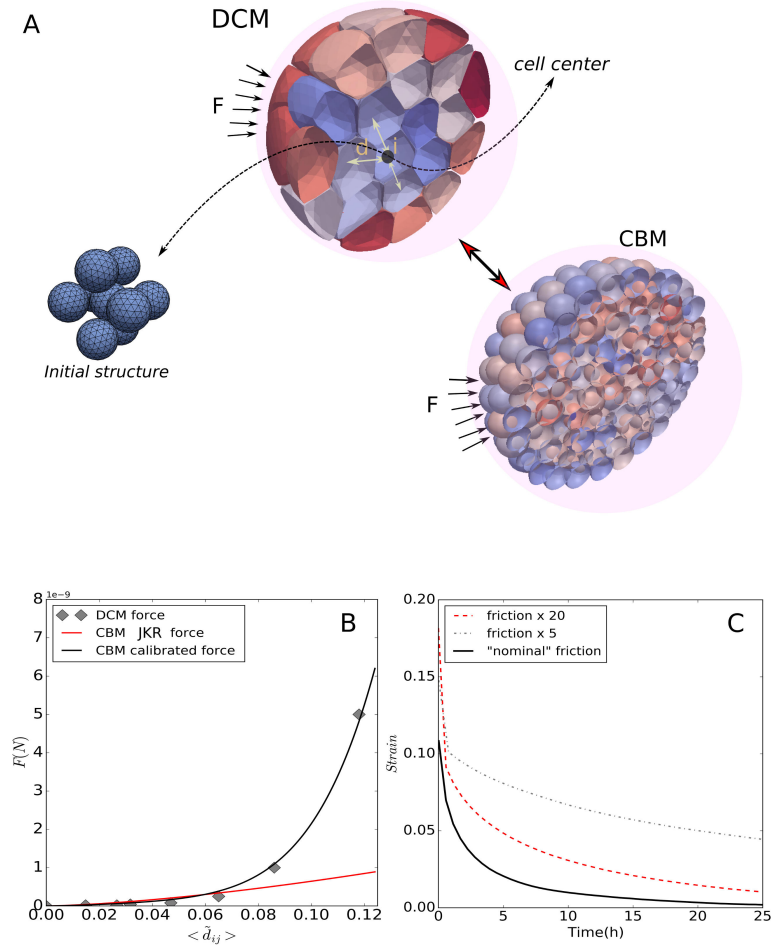 A
DCM
cell center
F
d
i
CBM
Initial structure
F
1e−9
8
7
6
5
4
3
2
1
0
F(N)
DCM force
CBM JKR force
CBM calibrated force
B
0.00
0.02
0.04
0.06
0.08
0.10
0.12
< d̃ij >
0.20
0.15
0.10
0.05
0.00
Strain
friction x 20
friction x 5
"nominal" friction
C
0
5
10
15
20
25
Time(h)